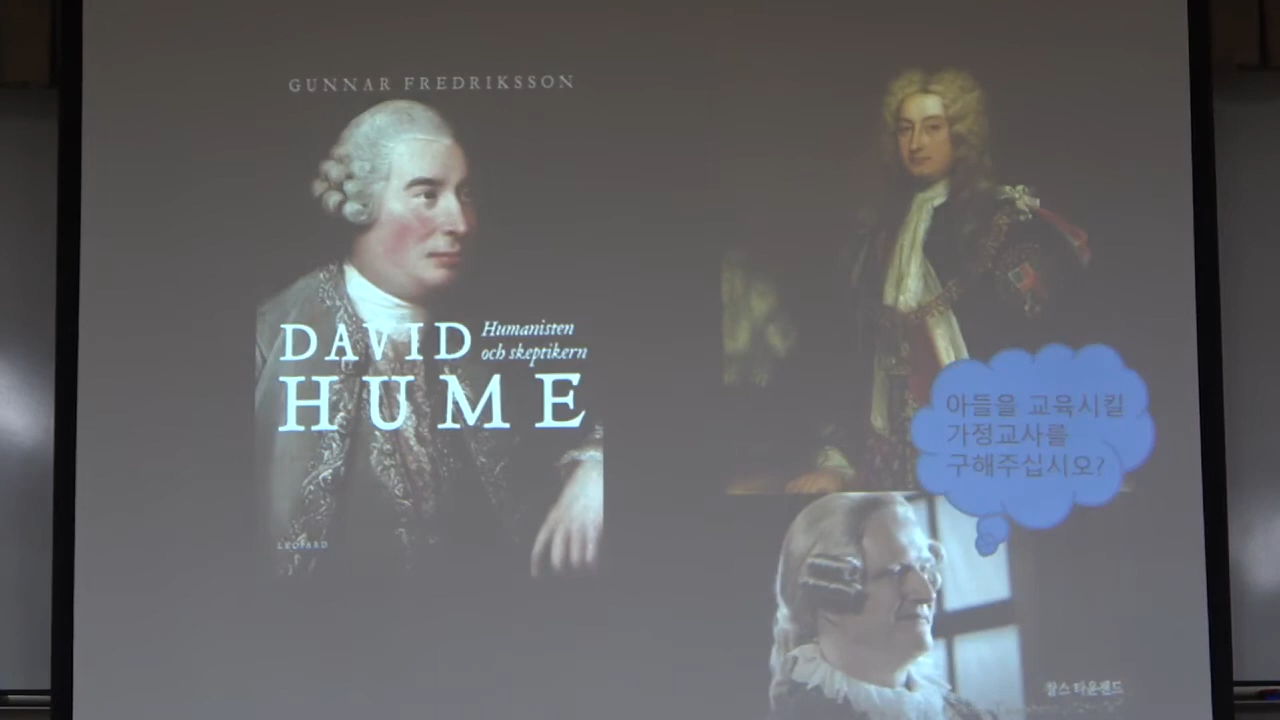 GUNNAR FREDRIKSSON
DAVID
Humanisten
och skeptikern
HUME
LEOPARD
아들을 교육시킬
가정교사를
구해주십시오?
찰스 타운젠드